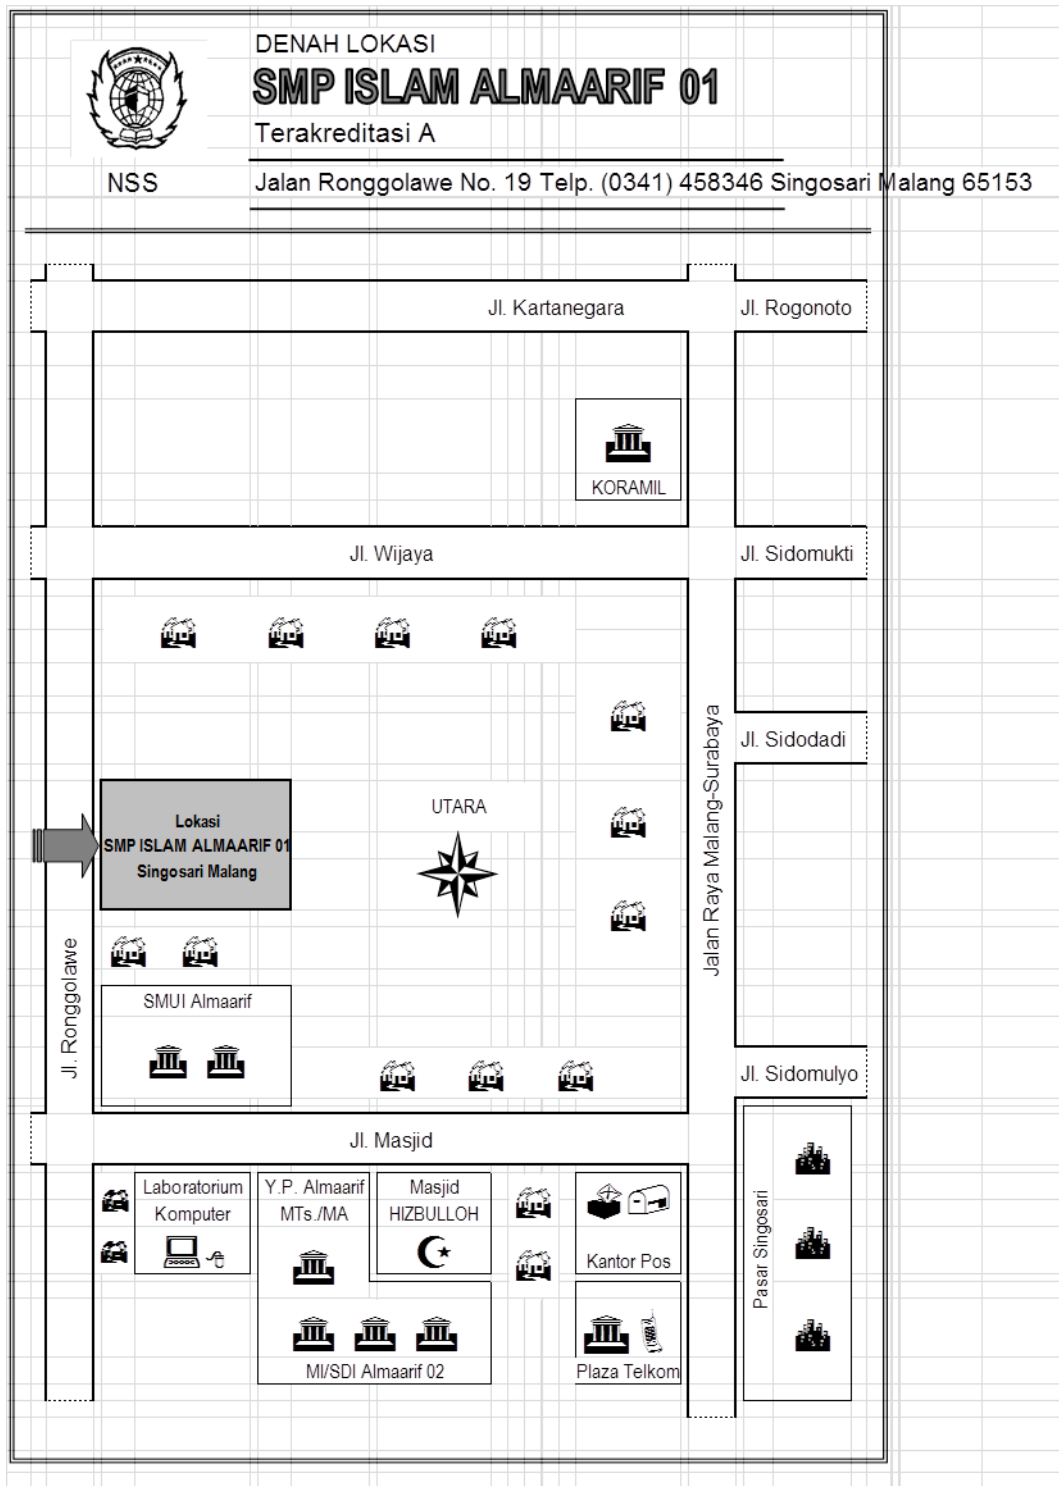 DENAH LOKASI
SMP ISLAM ALMAARIF 01
Terakreditasi A
NSS
Jalan Ronggolawe No. 19 Telp. (0341) 458346 Singosari Malang 65153
Jl. Kartanegara
Jl. Rogonoto
KORAMIL
Jl. Wijaya
Jl. Sidomukti
Jalan Raya Malang-Surabaya
Jl. Sidodadi
UTARA
Lokasi
SMP ISLAM ALMAARIF 01
Singosari Malang
Jl. Ronggolawe
SMUI Almaarif
Jl. Sidomulyo
Jl. Masjid
Laboratorium
Komputer
Y.P. Almaarif
MTs./MA
Masjid
HIZBULLOH
Kantor Pos
Pasar Singosari
MI/SDI Almaarif 02
Plaza Telkom